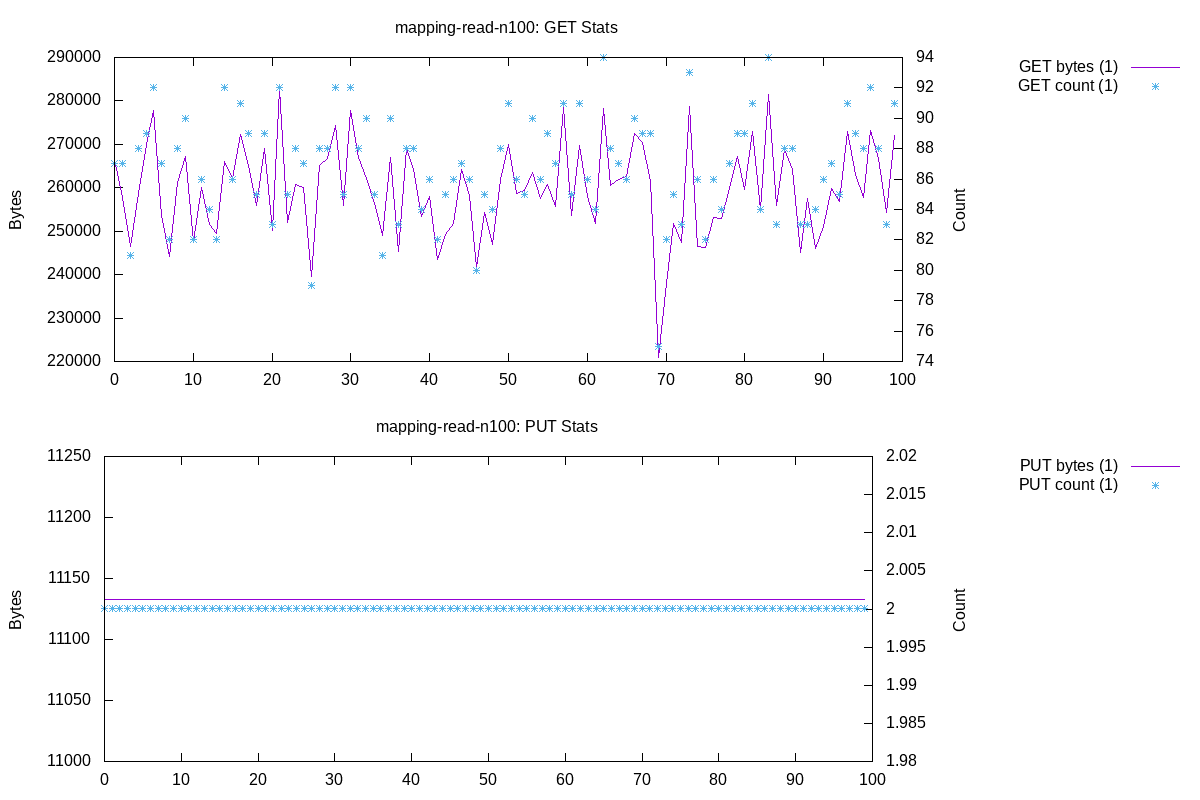 mapping-read-n100: GET Stats
290000
280000
270000
260000
250000
240000
230000
220000
Bytes
94
92
90
88
86
84
82
80
78
76
74
Count
0 10 20 30 40 50 60 70 80 90 100
GET bytes (1)
GET count (1)
mapping-read-n100: PUT Stats
11250
11200
11150
11100
11050
11000
Bytes
2.02
2.015
2.01
2.005
2
1.995
1.99
1.985
1.98
Count
0 10 20 30 40 50 60 70 80 90 100
PUT bytes (1)
PUT count (1)